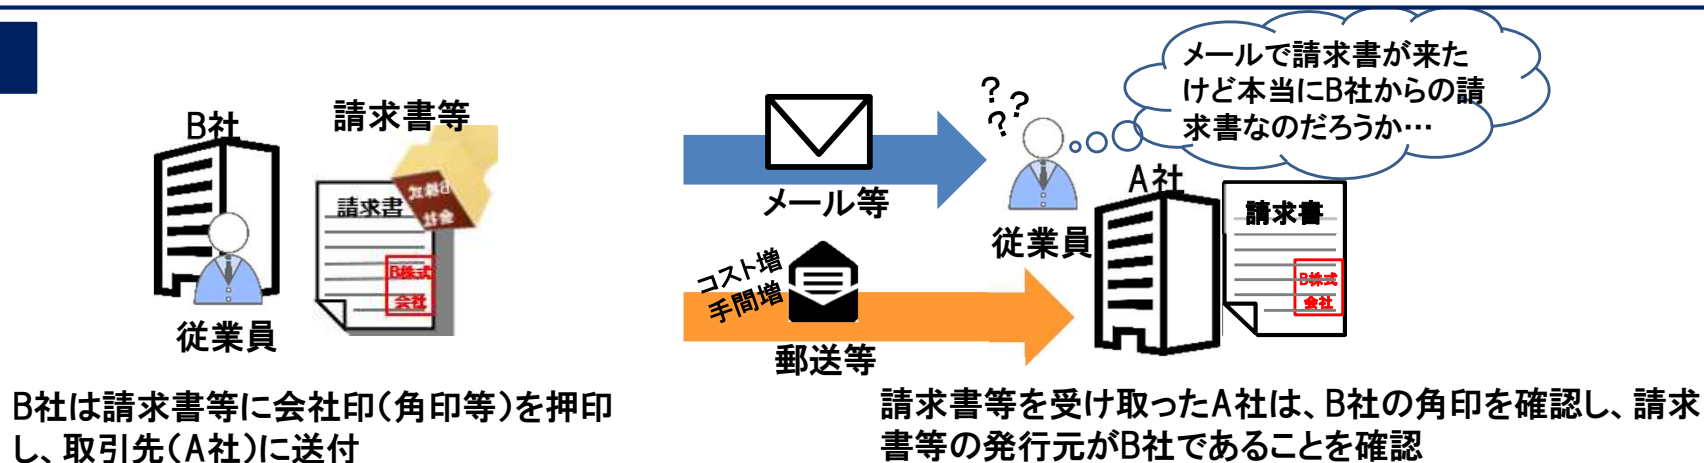 B社
請求書等
請求書
B株式
会社
従業員
B社は請求書等に会社印(角印等)を押印
し、取引先(A社)に送付
メール等
コスト増
手間増
郵送等
? ? ?
メールで請求書が来た
けど本当にB社からの請
求書なのだろうか…
従業員
A社
請求書
B株式
会社
請求書等を受け取ったA社は、B社の角印を確認し、請求
書等の発行元がB社であることを確認